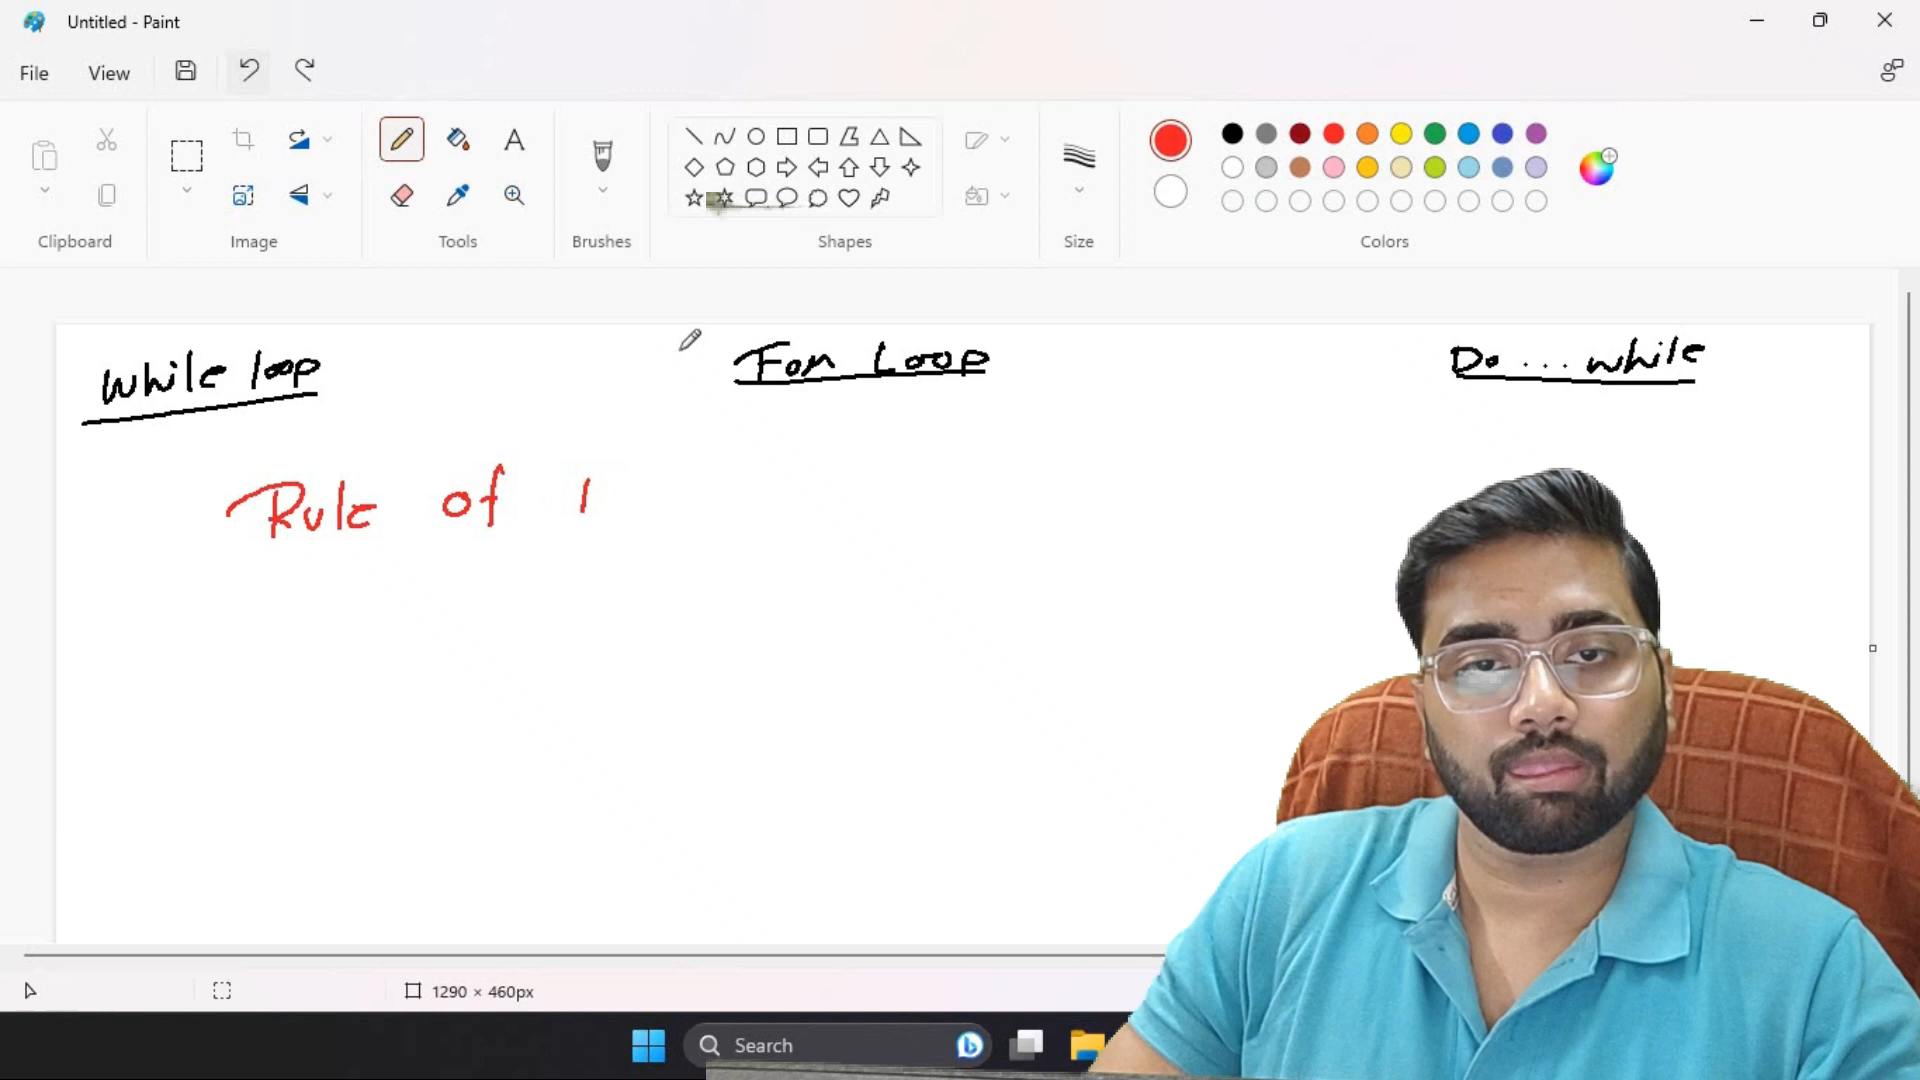 Untitled - Paint
File View
Clipboard Image Tools Brushes Shapes Size Colors
While loop For Loop Do ... while
Rule of 1
1290 × 460px
Search